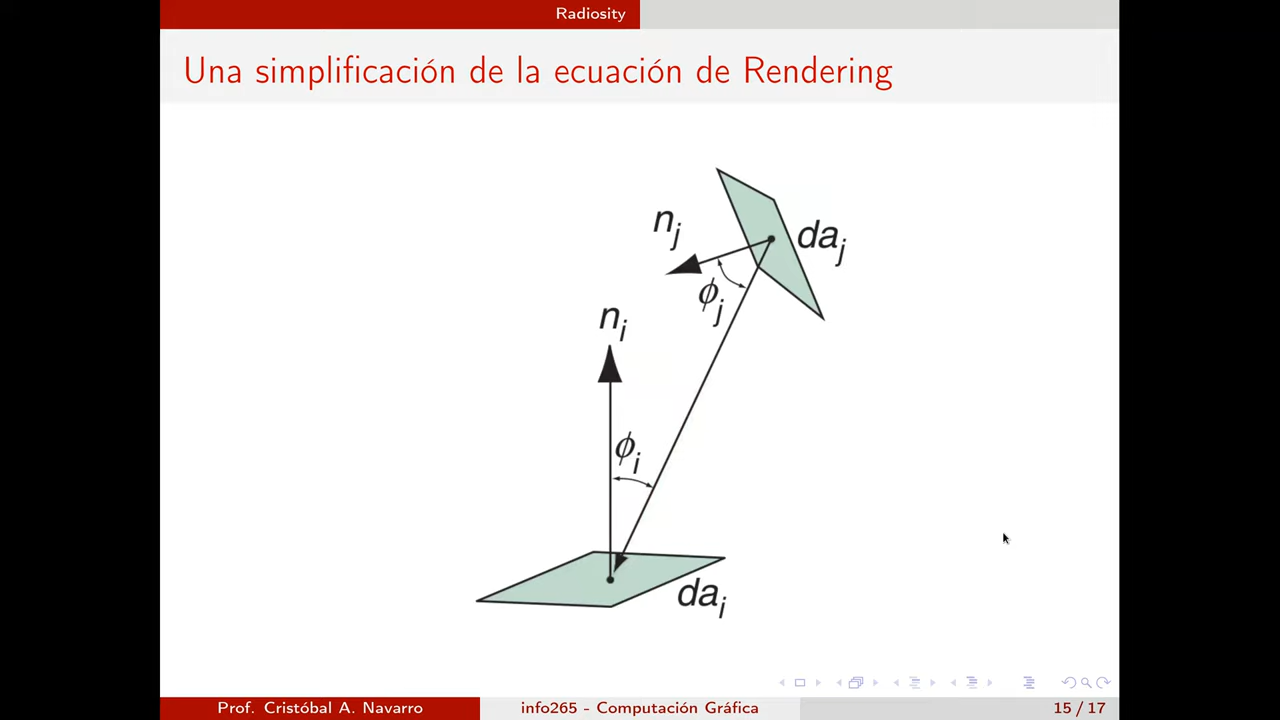 Radiosity
Una simplificación de la ecuación de Rendering
n_j
da_j
ϕ_j
n_i
ϕ_i
da_i
Prof. Cristóbal A. Navarro
info265 - Computación Gráfica
15 / 17